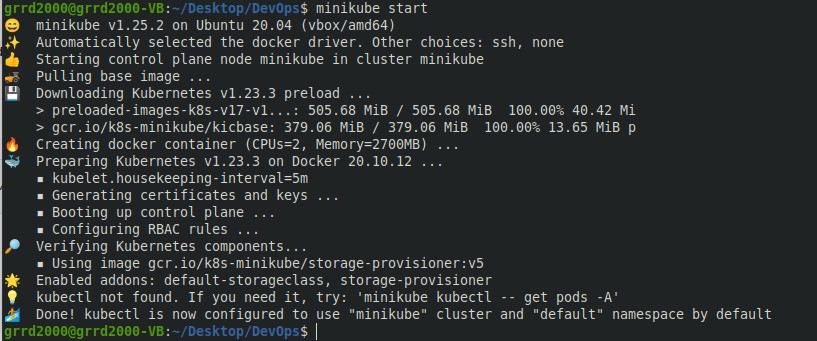 grrd2000@grrd2000-VB:~/Desktop/DevOps$ minikube start
😄 minikube v1.25.2 on Ubuntu 20.04 (vbox/amd64)
✨ Automatically selected the docker driver. Other choices: ssh, none
👍 Starting control plane node minikube in cluster minikube
🚜 Pulling base image ...
💾 Downloading Kubernetes v1.23.3 preload ...
> preloaded-images-k8s-v17-v1...: 505.68 MiB / 505.68 MiB 100.00% 40.42 Mi
> gcr.io/k8s-minikube/kicbase: 379.06 MiB / 379.06 MiB 100.00% 13.65 MiB p
🔥 Creating docker container (CPUs=2, Memory=2700MB) ...
🐳 Preparing Kubernetes v1.23.3 on Docker 20.10.12 ...
▪ kubelet.housekeeping-interval=5m
▪ Generating certificates and keys ...
▪ Booting up control plane ...
▪ Configuring RBAC rules ...
🔎 Verifying Kubernetes components...
▪ Using image gcr.io/k8s-minikube/storage-provisioner:v5
🌟 Enabled addons: default-storageclass, storage-provisioner
💡 kubectl not found. If you need it, try: 'minikube kubectl -- get pods -A'
🏄 Done! kubectl is now configured to use "minikube" cluster and "default" namespace by default
grrd2000@grrd2000-VB:~/Desktop/DevOps$